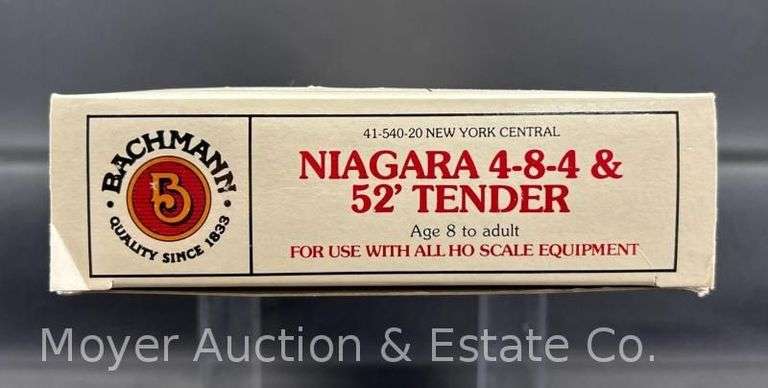 BACHMANN
B
QUALITY SINCE 1833
41-540-20 NEW YORK CENTRAL
NIAGARA 4-8-4 &
52' TENDER
Age 8 to adult
FOR USE WITH ALL HO SCALE EQUIPMENT
Moyer Auction & Estate Co.